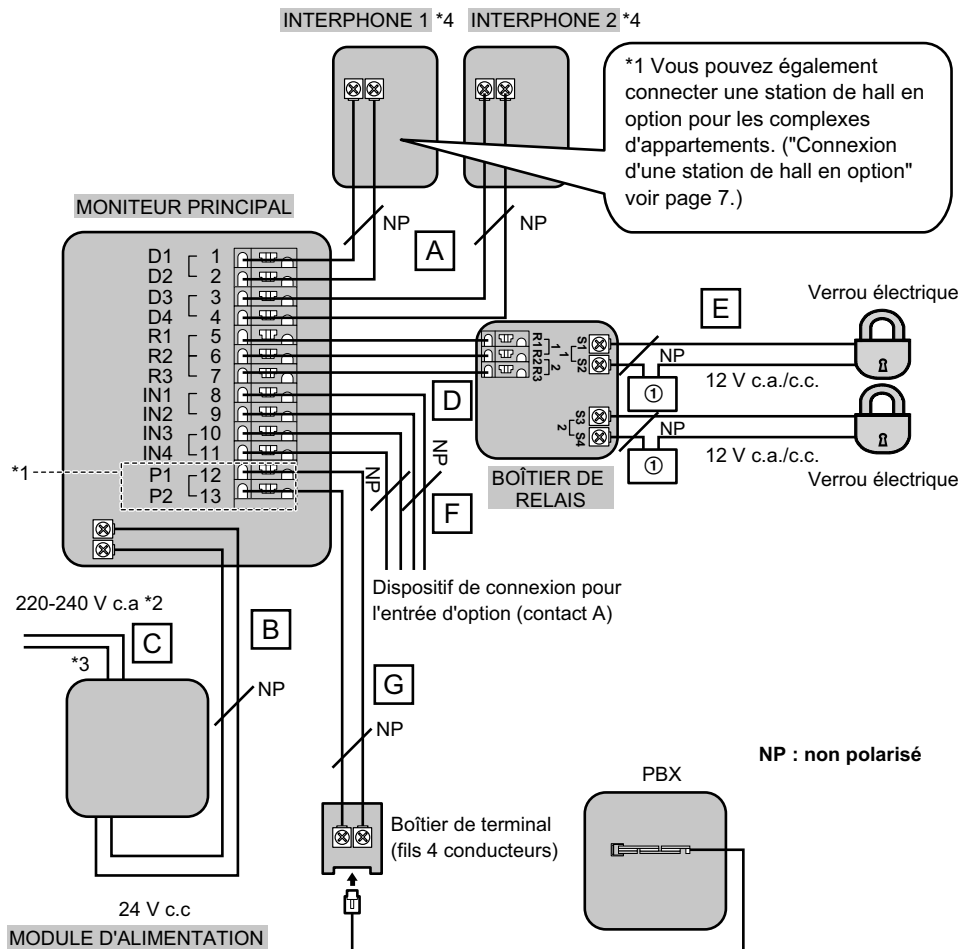 INTERPHONE 1 *4
INTERPHONE 2 *4
*1 Vous pouvez également
connecter une station de hall en
option pour les complexes
d'appartements. ("Connexion
d'une station de hall en option"
voir page 7.)
MONITEUR PRINCIPAL
NP
A
NP
D1 1
D2 2
D3 3
D4 4
R1 5
R2 6
R3 7
IN1 8
IN2 9
IN3 10
IN4 11
P1 12
P2 13
*1
R1 1
R2 2
R3
S1
1
S2
S3
2
S4
D
BOÎTIER DE
RELAIS
E
Verrou électrique
NP
①
12 V c.a./c.c.
NP
①
12 V c.a./c.c.
Verrou électrique
NP
NP
F
Dispositif de connexion pour
l'entrée d'option (contact A)
220-240 V c.a *2
C
*3
B
NP
G
NP
NP : non polarisé
PBX
Boîtier de terminal
(fils 4 conducteurs)
24 V c.c
MODULE D'ALIMENTATION